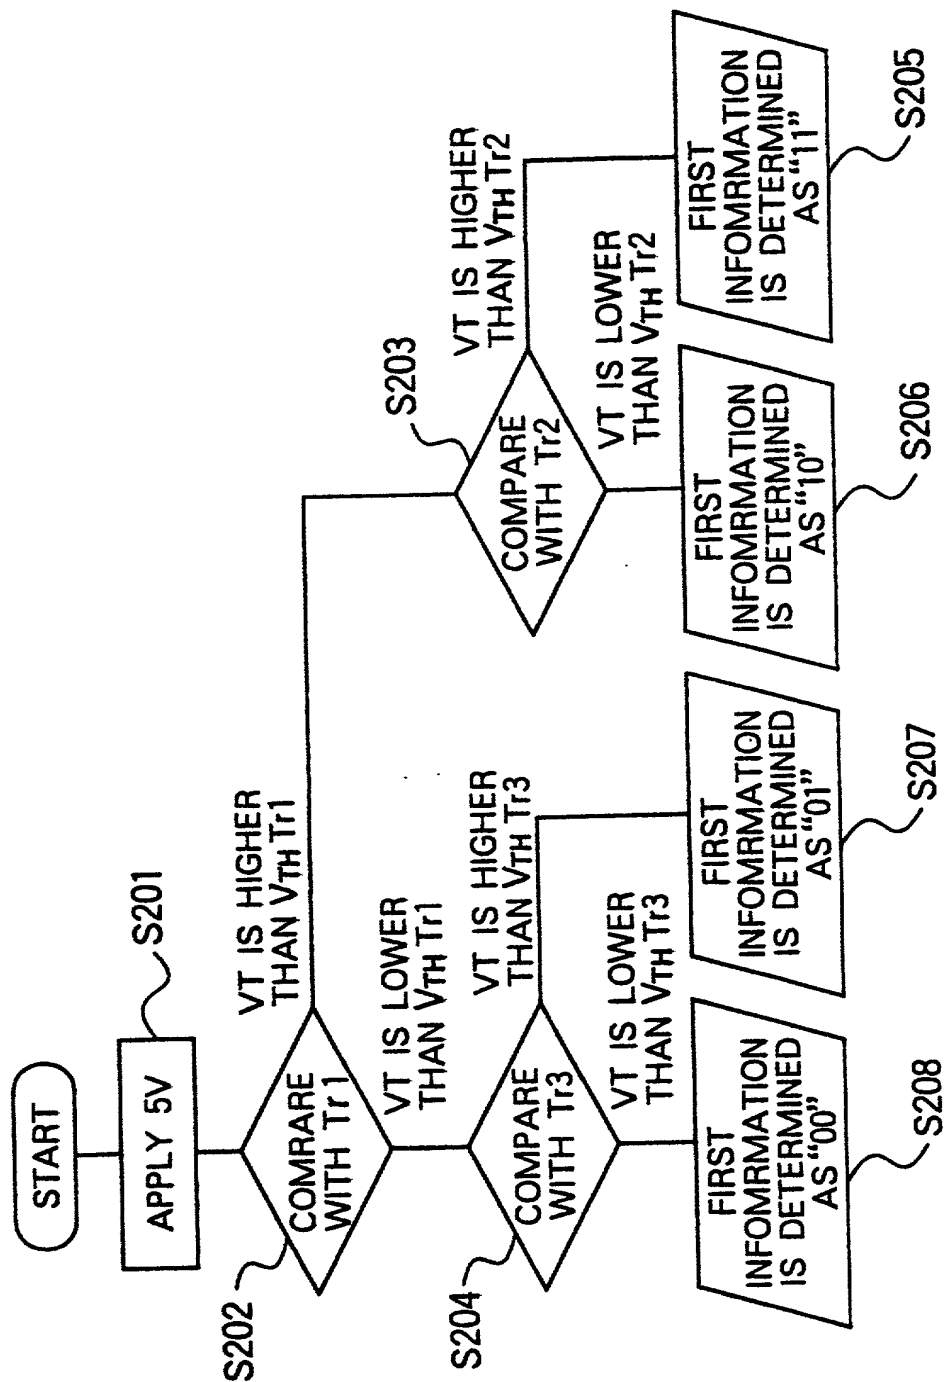 START
APPLY 5V
S201
COMRARE
WITH Tr1
S202
VT IS HIGHER
THAN VTH Tr1
VT IS LOWER
THAN VTH Tr1
COMPARE
WITH Tr2
S203
VT IS HIGHER
THAN VTH Tr2
VT IS LOWER
THAN VTH Tr2
COMPARE
WITH Tr3
S204
VT IS HIGHER
THAN VTH Tr3
VT IS LOWER
THAN VTH Tr3
FIRST
INFOMRMATION
IS DETERMINED
AS “00”
S208
FIRST
INFOMRMATION
IS DETERMINED
AS “01”
S207
FIRST
INFOMRMATION
IS DETERMINED
AS “10”
S206
FIRST
INFOMRMATION
IS DETERMINED
AS “11”
S205